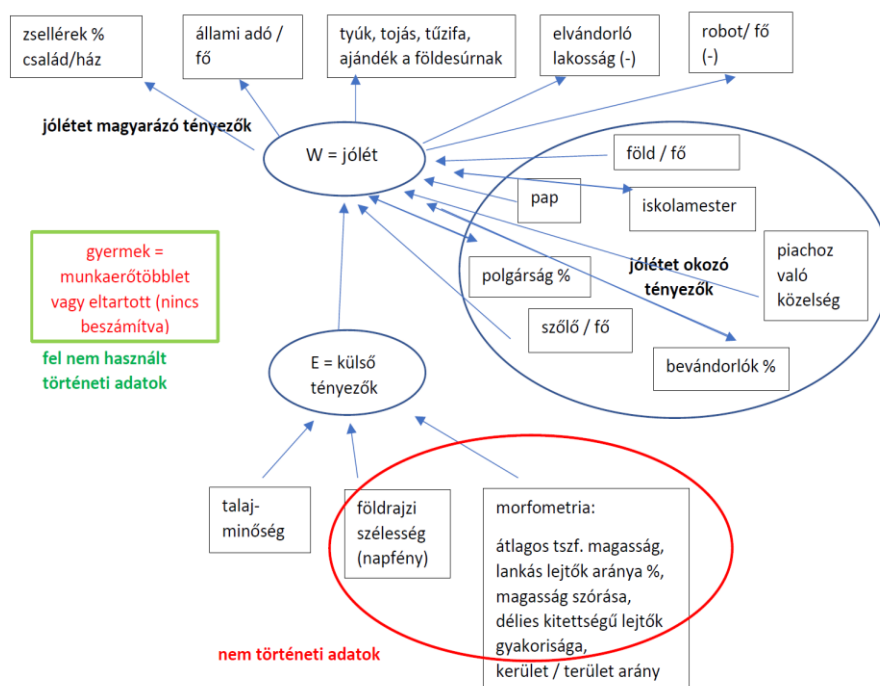 zsellérek %
család/ház
állami adó /
fő
tyúk, tojás, tűzifa,
ajándék a földesúrnak
elvándorló
lakosság (-)
robot/ fő
(-)
jólétet magyarázó tényezők
W = jólét
föld / fő
pap
iskolamester
gyermek =
munkaerőtöbblet
vagy eltartott (nincs
beszámítva)
polgárság %
jólétet okozó
tényezők
piachoz
való
közelség
szőlő / fő
bevándorlók %
fel nem használt
történeti adatok
E = külső
tényezők
talaj-
minőség
földrajzi
szélesség
(napfény)
morfometria:
átlagos tszf. magasság,
lankás lejtők aránya %,
magasság szórása,
délies kitettségű lejtők
gyakorisága,
kerület / terület arány
nem történeti adatok